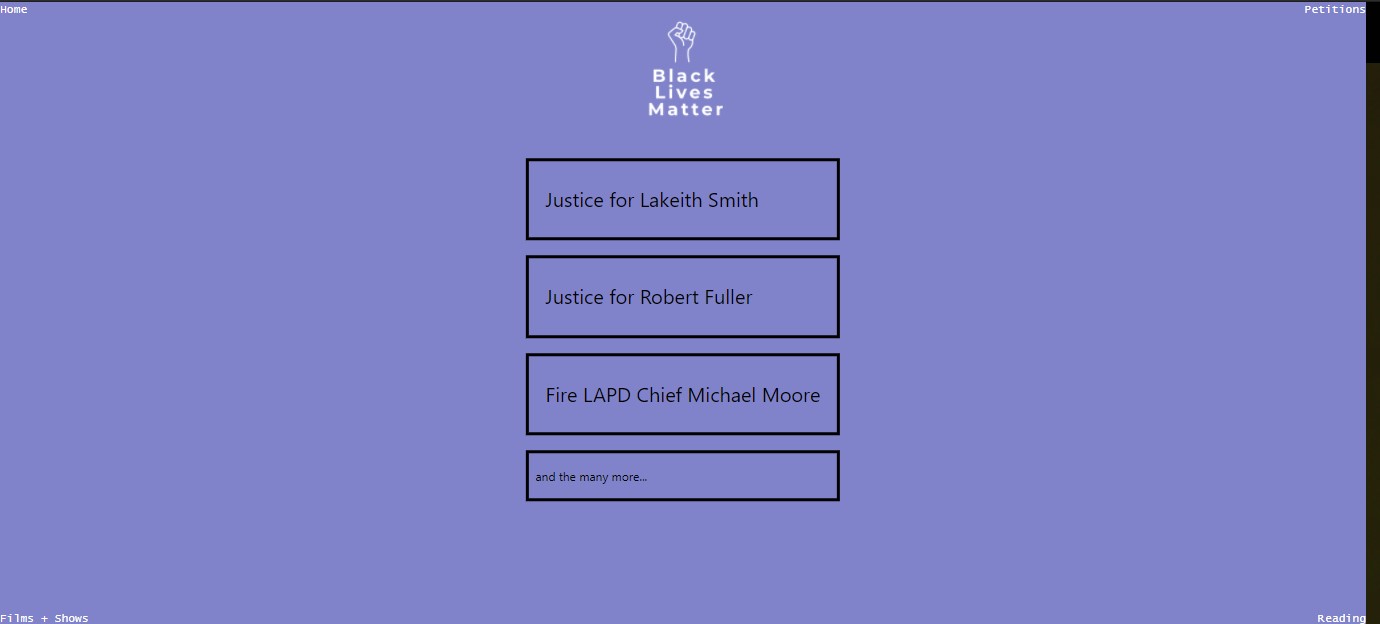 Home
Petitions
Black
Lives
Matter
Justice for Lakeith Smith
Justice for Robert Fuller
Fire LAPD Chief Michael Moore
and the many more...
Films + Shows
Reading